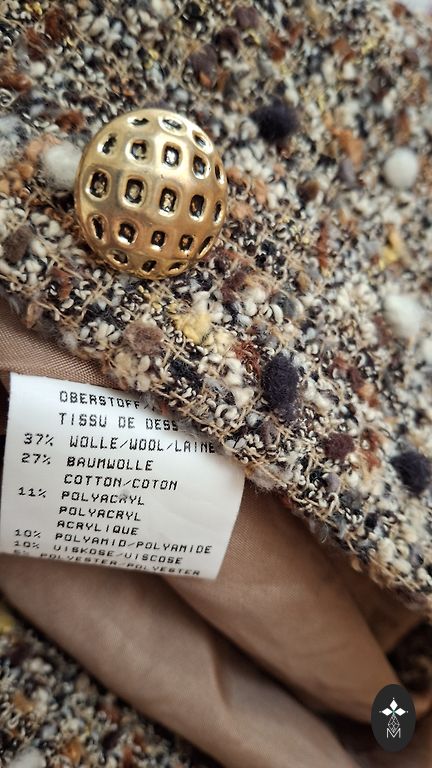 OBERSTOFF/
TISSU DE DESS
37% WOLLE/WOOL/LAINE
27% BAUMWOLLE
COTTON/COTON
11% POLYACRYL
POLYACRYL
ACRYLIQUE
10% POLYAMID/POLYAMIDE
10% VISKOSE/VISCOSE
5% POLYESTER/POLYESTER
M